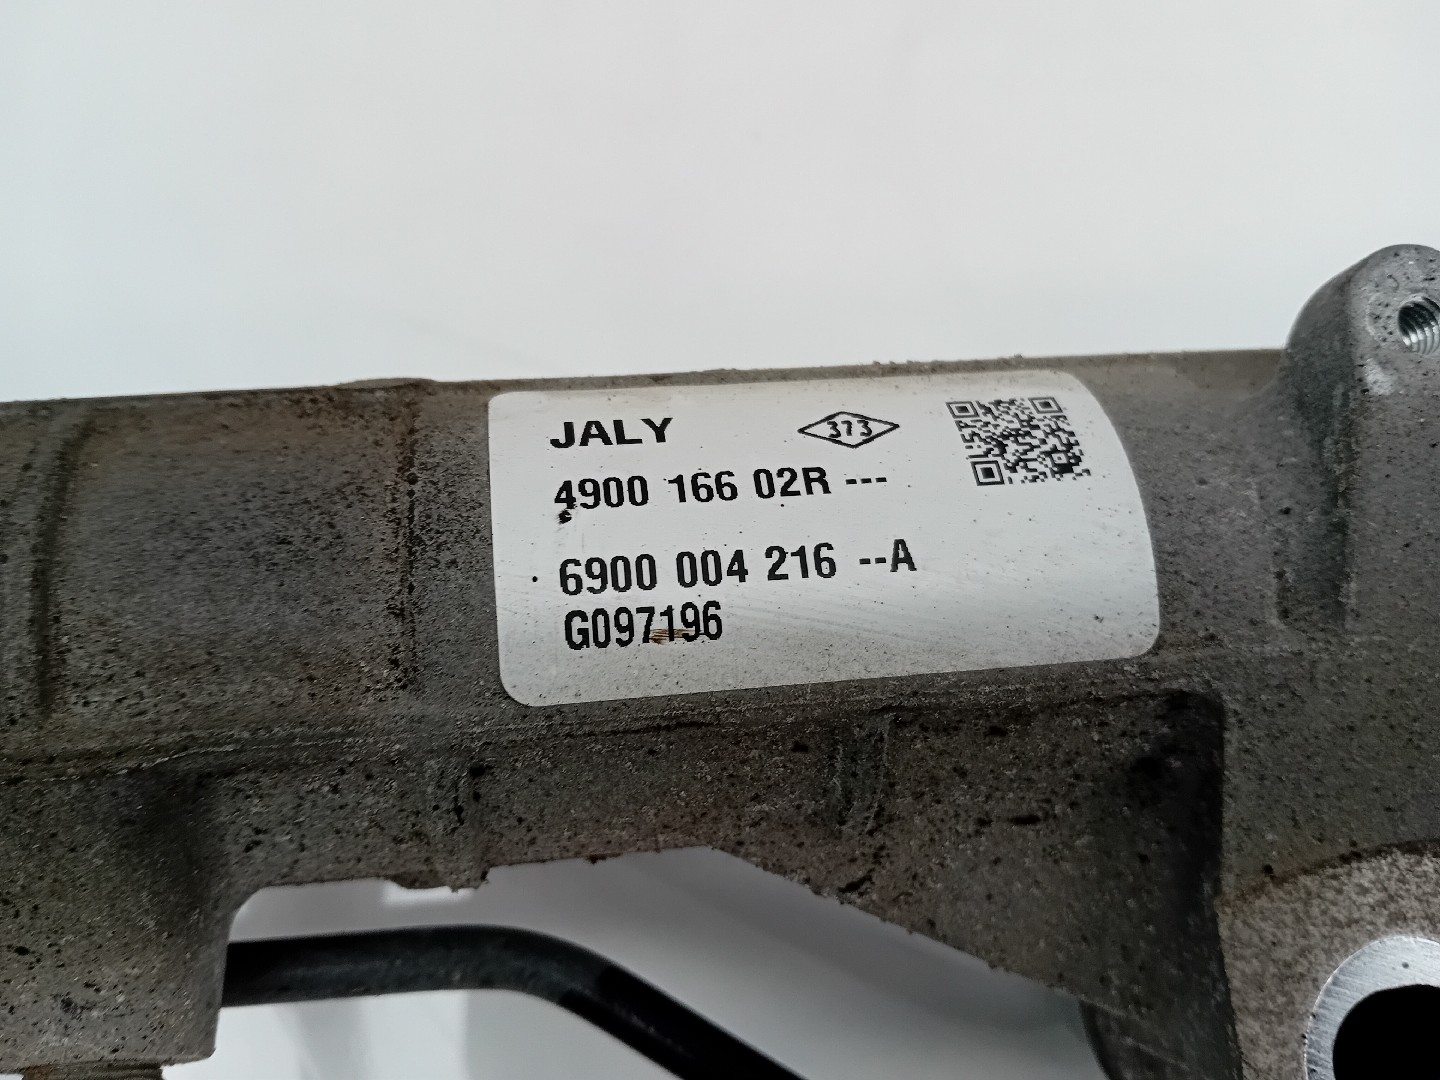 JALY 373
4900 166 02R ---
6900 004 216 --A
G097196